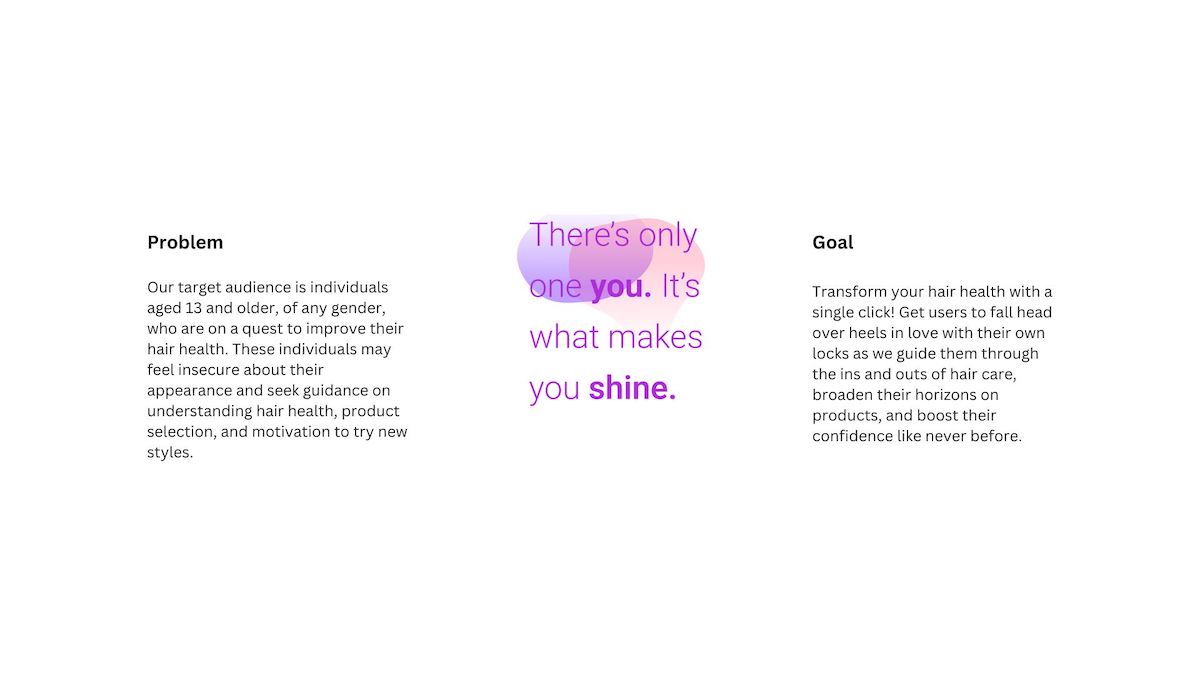 Problem
Our target audience is individuals
aged 13 and older, of any gender,
who are on a quest to improve their
hair health. These individuals may
feel insecure about their
appearance and seek guidance on
understanding hair health, product
selection, and motivation to try new
styles.
There’s only
one you. It’s
what makes
you shine.
Goal
Transform your hair health with a
single click! Get users to fall head
over heels in love with their own
locks as we guide them through
the ins and outs of hair care,
broaden their horizons on
products, and boost their
confidence like never before.